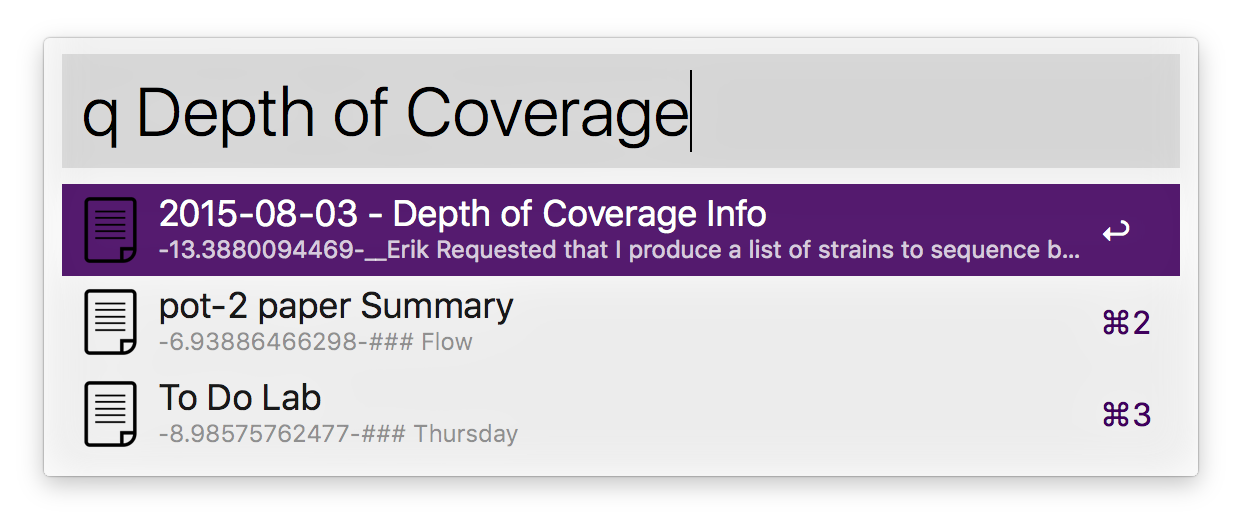 q Depth of Coverage
2015-08-03 - Depth of Coverage Info
-13.3880094469-__Erik Requested that I produce a list of strains to sequence b...
↩
pot-2 paper Summary
-6.93886466298-### Flow
⌘2
To Do Lab
-8.98575762477-### Thursday
⌘3